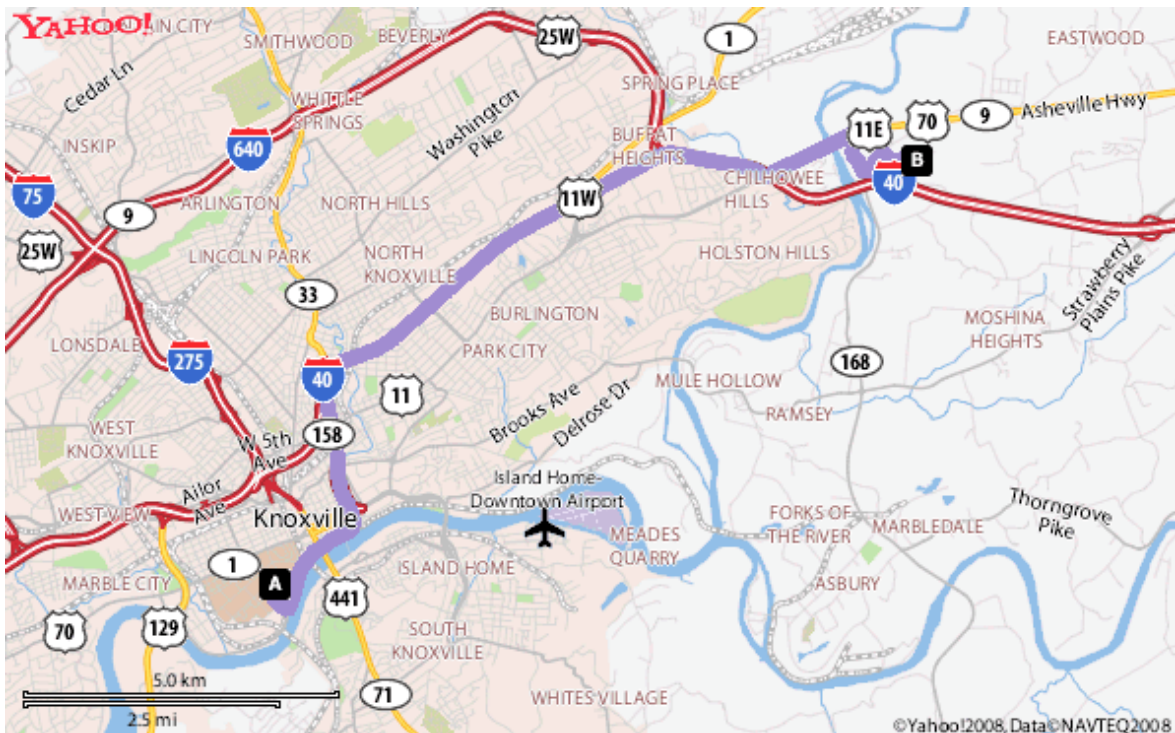 YAHOO!
IN CITY
SMITHWOOD
BEVERLY
25W
1
EASTWOOD
Cedar Ln
SPRING PLACE
WHITTLE
SPRINGS
Washington
Pike
11E
70
9
Asheville Hwy
INSKIP
640
BUFFAT
HEIGHTS
B
75
ARLINGTON
NORTH HILLS
11W
CHILHOWEE
HILLS
40
9
25W
LINCOLN PARK
NORTH
KNOXVILLE
HOLSTON HILLS
Strawberry
Plains Pike
33
BURLINGTON
MOSHINA
HEIGHTS
LONSDALE
275
PARK CITY
168
40
11
MULE HOLLOW
RAMSEY
Brooks Ave
Delrose Dr
WEST
KNOXVILLE
W 5th
Ave
158
Island Home-
Downtown Airport
Ailor
Ave
WEST VIEW
Knoxville
MEADES
QUARRY
FORKS OF
THE RIVER
MARBLEDALE
Thorngrove
Pike
1
A
ISLAND HOME
MARBLE CITY
441
ASBURY
70
129
SOUTH
KNOXVILLE
5.0 km
71
WHITES VILLAGE
2.5 mi
©Yahoo!2008, Data©NAVTEQ2008